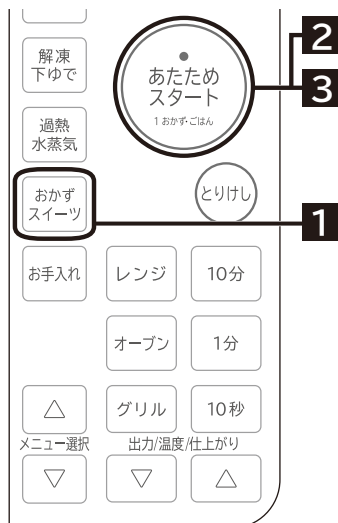 解凍
下ゆで
あたため
スタート
1 おかず・ごはん
2
3
過熱
水蒸気
おかず
スイーツ
とりけし
1
お手入れ
レンジ
10分
オーブン
1分
△
グリル
10秒
メニュー選択
出力/温度/仕上がり
▽
▽
△